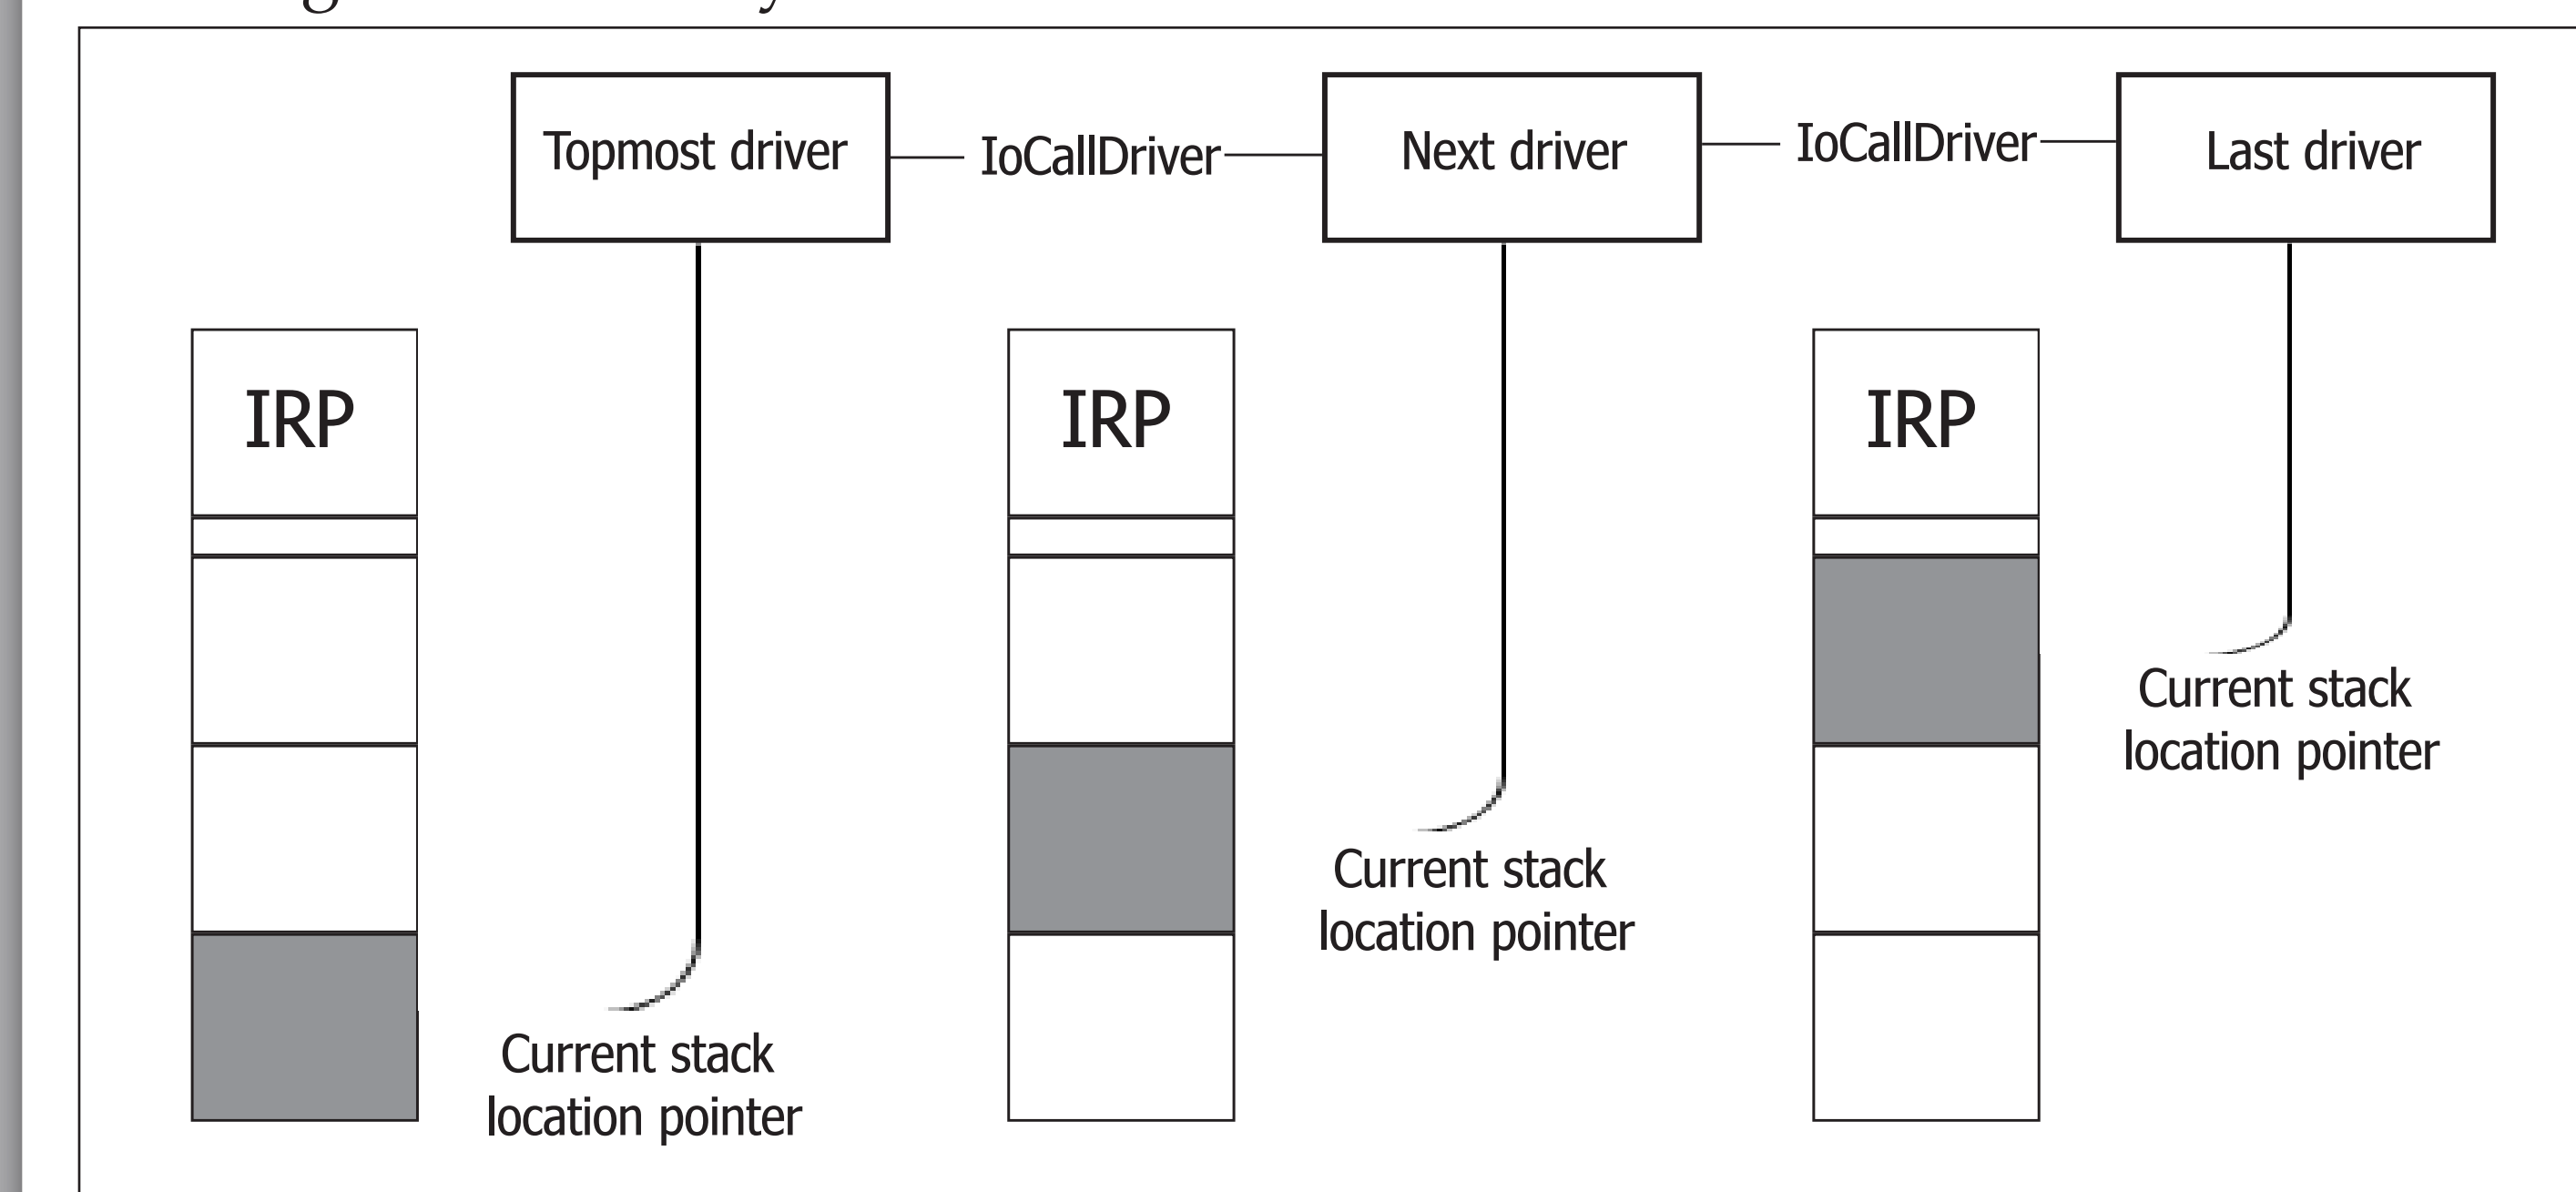 Topmost driver
IoCallDriver
Next driver
IoCallDriver
Last driver
IRP
IRP
IRP
Current stack
location pointer
Current stack
location pointer
Current stack
location pointer